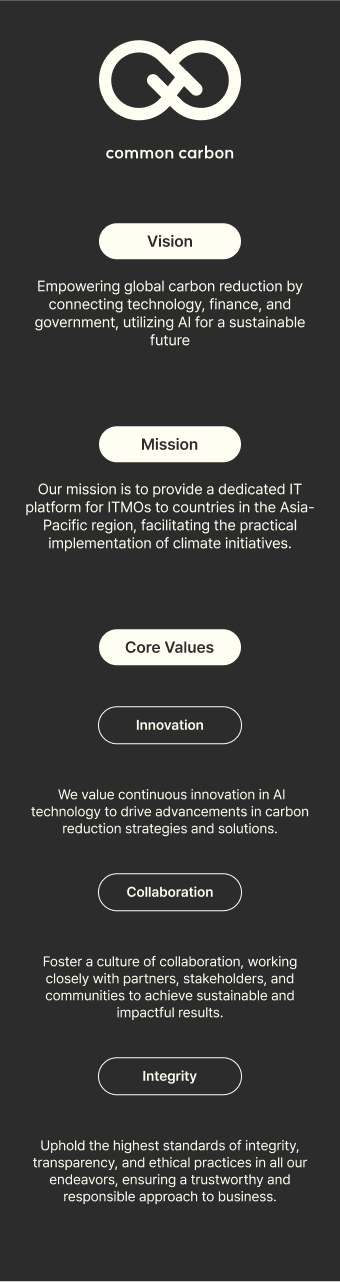 common carbon
Vision
Empowering global carbon reduction by
connecting technology, finance, and
government, utilizing AI for a sustainable
future
Mission
Our mission is to provide a dedicated IT
platform for ITMOs to countries in the Asia-
Pacific region, facilitating the practical
implementation of climate initiatives.
Core Values
Innovation
We value continuous innovation in AI
technology to drive advancements in carbon
reduction strategies and solutions.
Collaboration
Foster a culture of collaboration, working
closely with partners, stakeholders, and
communities to achieve sustainable and
impactful results.
Integrity
Uphold the highest standards of integrity,
transparency, and ethical practices in all our
endeavors, ensuring a trustworthy and
responsible approach to business.